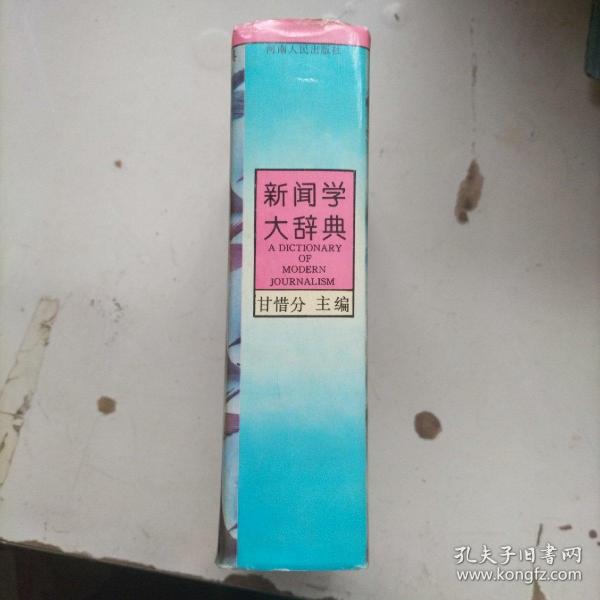 河南人民出版社
新闻学
大辞典
A DICTIONARY
OF
MODERN
JOURNALISM
甘惜分 主编
孔夫子旧书网
www.kongfz.com